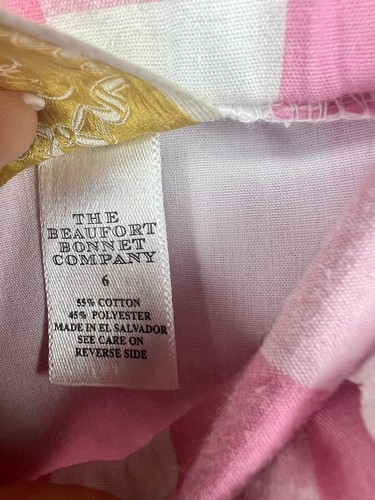 THE
BEAUFORT
BONNET
COMPANY
6
55% COTTON
45% POLYESTER
MADE IN EL SALVADOR
SEE CARE ON
REVERSE SIDE